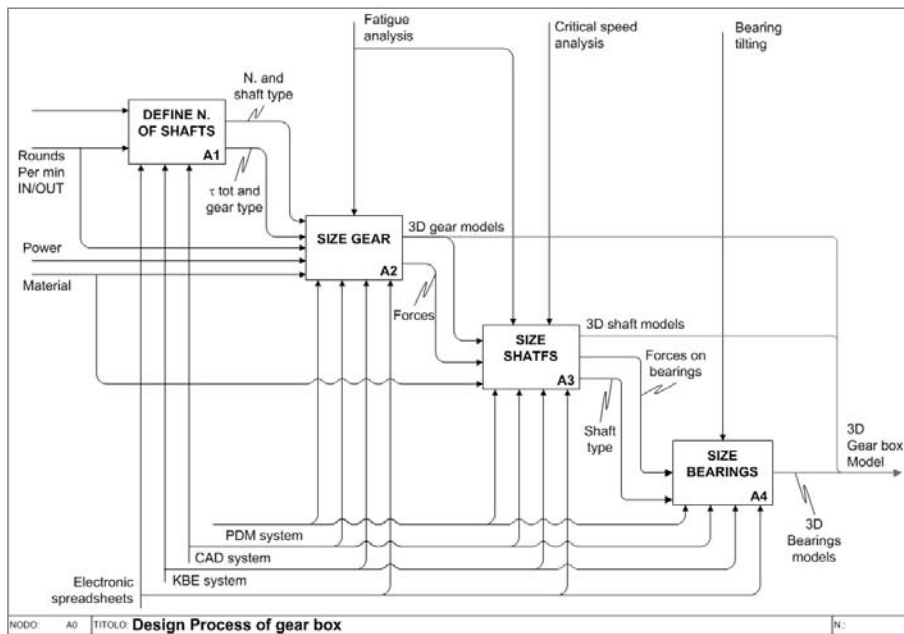 Fatigue
analysis
Critical speed
analysis
Bearing
tilting
N. and
shaft type
DEFINE N.
OF SHAFTS
A1
Rounds
Per min
IN/OUT
τ tot and
gear type
SIZE GEAR
A2
3D gear models
Power
Material
Forces
SIZE
SHATFS
A3
3D shaft models
Forces on
bearings
Shaft
type
SIZE
BEARINGS
A4
3D
Gear box
Model
3D
Bearings
models
PDM system
CAD system
KBE system
Electronic
spreadsheets
NODO: A0 TITOLO: Design Process of gear box N.: